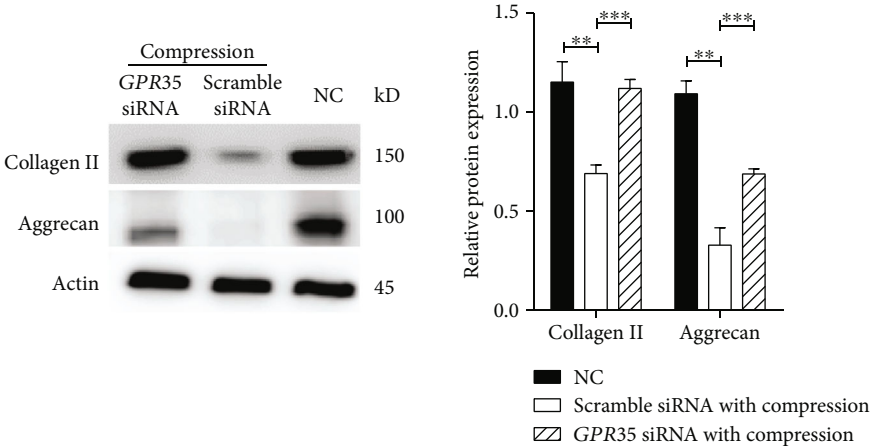 Compression
GPR35 siRNA
Scramble siRNA
NC
kD
Collagen II
150
Aggrecan
100
Actin
45
Relative protein expression
1.5
1.0
0.5
0.0
**
***
**
***
Collagen II
Aggrecan
NC
Scramble siRNA with compression
GPR35 siRNA with compression